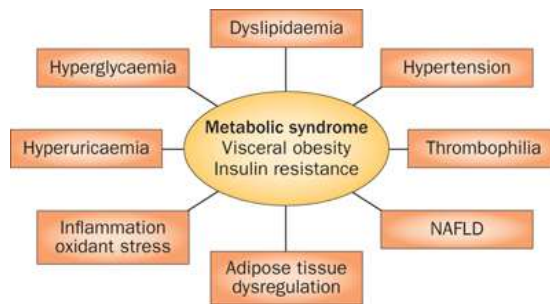 Dyslipidaemia
Hyperglycaemia
Hypertension
Metabolic syndrome
Visceral obesity
Insulin resistance
Hyperuricaemia
Thrombophilia
Inflammation
oxidant stress
NAFLD
Adipose tissue
dysregulation